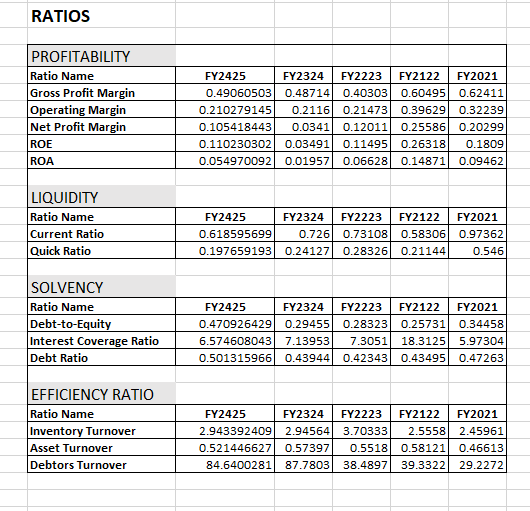 RATIOS
PROFITABILITY
Ratio Name FY2425 FY2324 FY2223 FY2122 FY2021
Gross Profit Margin 0.49060503 0.48714 0.40303 0.60495 0.62411
Operating Margin 0.210279145 0.2116 0.21473 0.39629 0.32239
Net Profit Margin 0.105418443 0.0341 0.12011 0.25586 0.20299
ROE 0.110230302 0.03491 0.11495 0.26318 0.1809
ROA 0.054970092 0.01957 0.06628 0.14871 0.09462
LIQUIDITY
Ratio Name FY2425 FY2324 FY2223 FY2122 FY2021
Current Ratio 0.618595699 0.726 0.73108 0.58306 0.97362
Quick Ratio 0.197659193 0.24127 0.28326 0.21144 0.546
SOLVENCY
Ratio Name FY2425 FY2324 FY2223 FY2122 FY2021
Debt-to-Equity 0.470926429 0.29455 0.28323 0.25731 0.34458
Interest Coverage Ratio 6.574608043 7.13953 7.3051 18.3125 5.97304
Debt Ratio 0.501315966 0.43944 0.42343 0.43495 0.47263
EFFICIENCY RATIO
Ratio Name FY2425 FY2324 FY2223 FY2122 FY2021
Inventory Turnover 2.943392409 2.94564 3.70333 2.5558 2.45961
Asset Turnover 0.521446627 0.57397 0.5518 0.58121 0.46613
Debtors Turnover 84.6400281 87.7803 38.4897 39.3322 29.2272